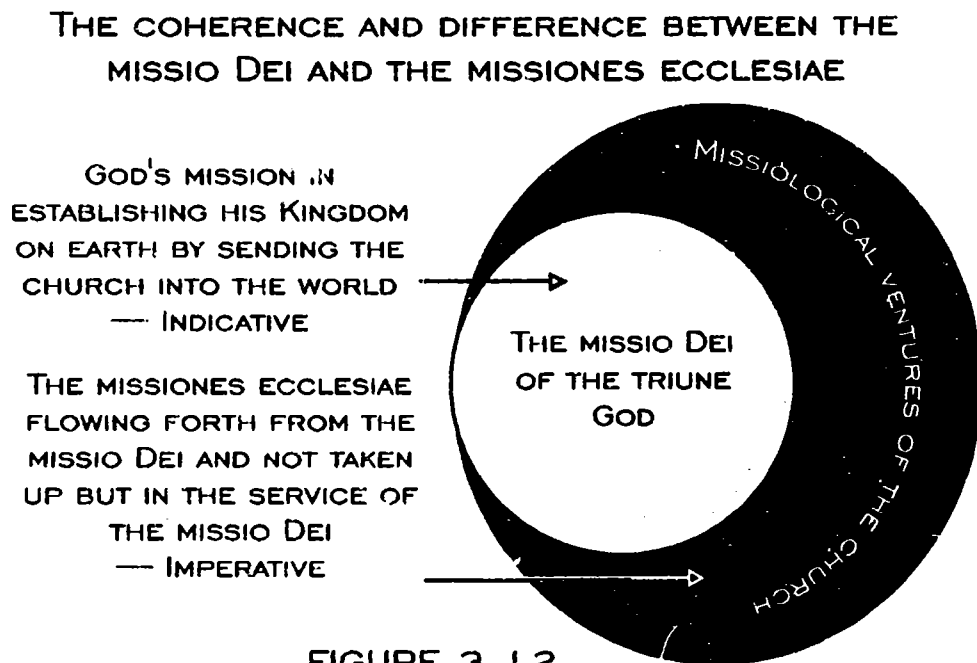 THE COHERENCE AND DIFFERENCE BETWEEN THE
MISSIO DEI AND THE MISSIONES ECCLESIAE
GOD'S MISSION IN
ESTABLISHING HIS KINGDOM
ON EARTH BY SENDING THE
CHURCH INTO THE WORLD
— INDICATIVE
THE MISSIONES ECCLESIAE
FLOWING FORTH FROM THE
MISSIO DEI AND NOT TAKEN
UP BUT IN THE SERVICE OF
THE MISSIO DEI
— IMPERATIVE
THE MISSIO DEI
OF THE TRIUNE
GOD
MISSIOLOGICAL VENTURES OF THE CHURCH
FIGURE